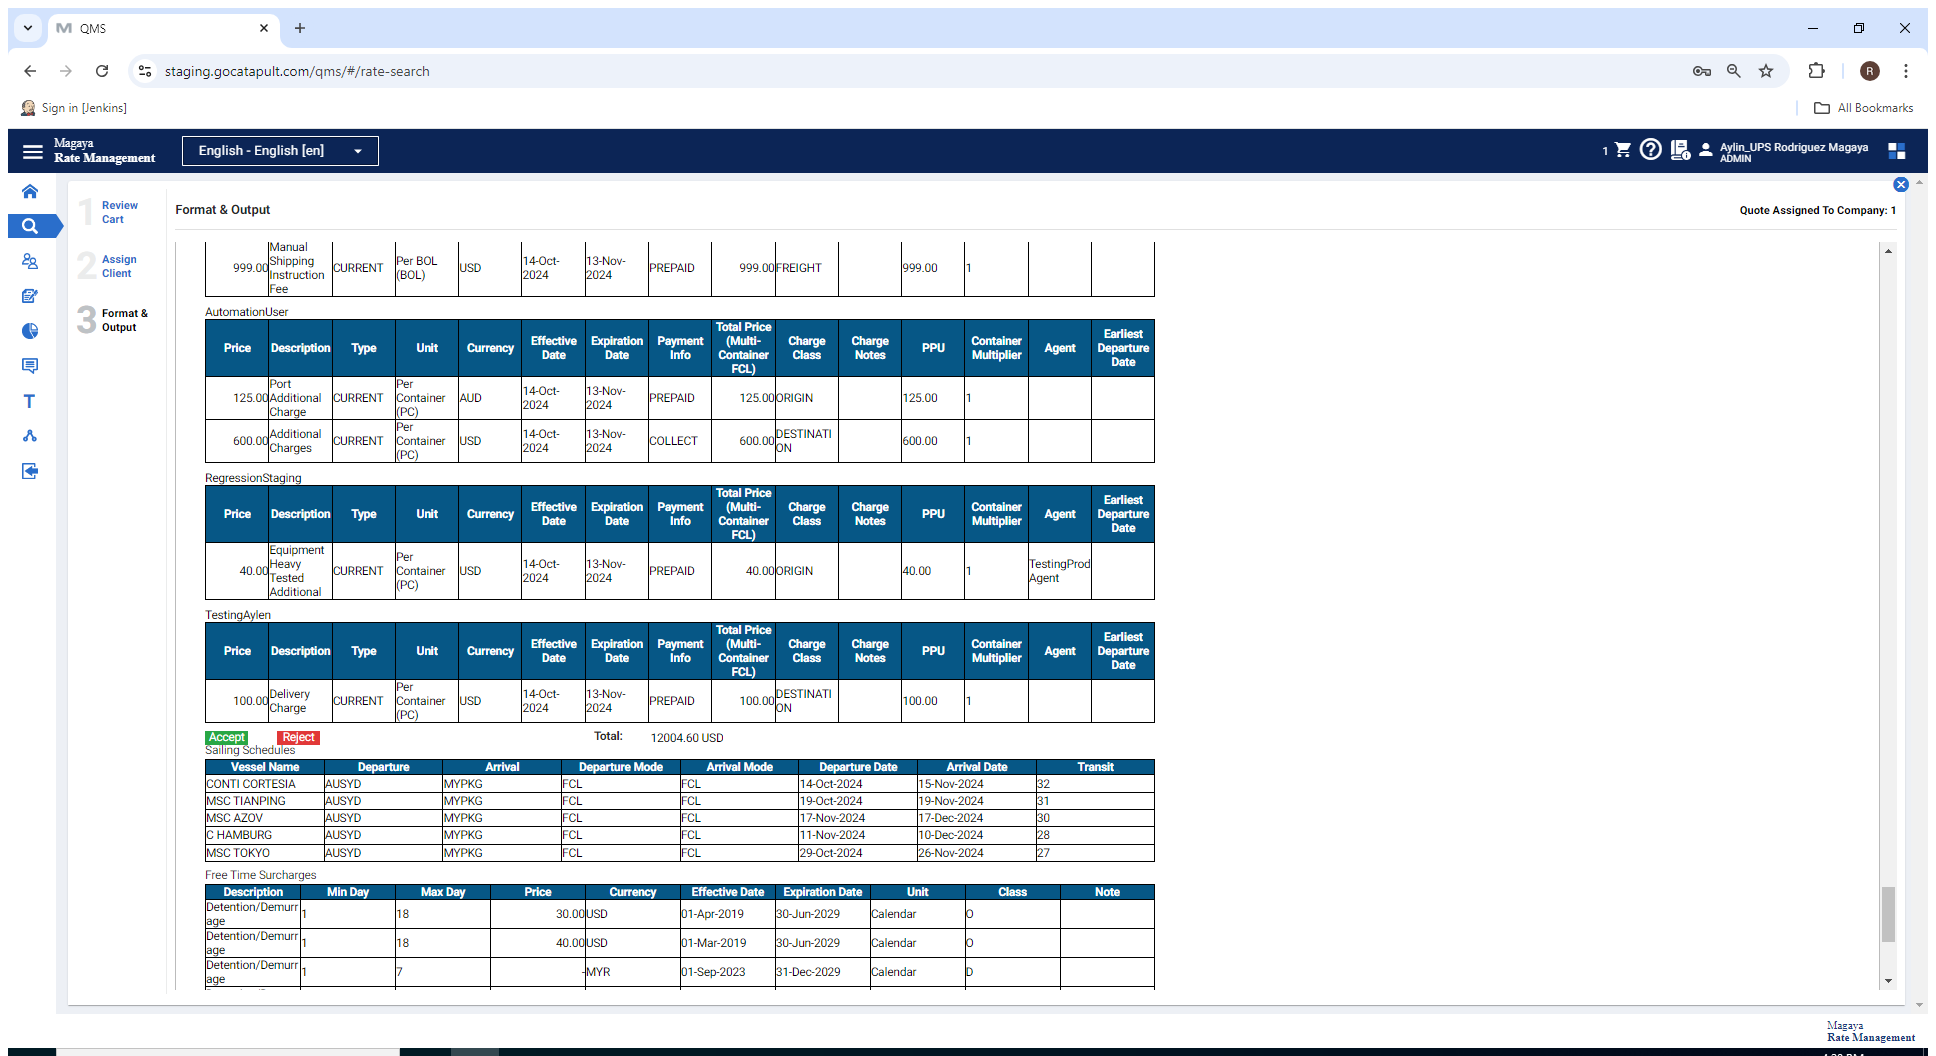 QMS
staging.gocatapult.com/qms/#/rate-search
R
Sign in [Jenkins]
All Bookmarks
Magaya
Rate Management
English - English [en]
1
Aylin_UPS Rodriguez Magaya
ADMIN
1 Review Cart
2 Assign Client
3 Format & Output
Format & Output
Quote Assigned To Company: 1
999.00 Manual Shipping Instruction Fee CURRENT Per BOL (BOL) USD 14-Oct-2024 13-Nov-2024 PREPAID 999.00 FREIGHT 999.00 1
AutomationUser
Price Description Type Unit Currency Effective Date Expiration Date Payment Info Total Price (Multi-Container FCL) Charge Class Charge Notes PPU Container Multiplier Agent Earliest Departure Date
125.00 Port Additional Charge CURRENT Per Container (PC) AUD 14-Oct-2024 13-Nov-2024 PREPAID 125.00 ORIGIN 125.00 1
600.00 Additional Charges CURRENT Per Container (PC) USD 14-Oct-2024 13-Nov-2024 COLLECT 600.00 DESTINATION 600.00 1
RegressionStaging
Price Description Type Unit Currency Effective Date Expiration Date Payment Info Total Price (Multi-Container FCL) Charge Class Charge Notes PPU Container Multiplier Agent Earliest Departure Date
40.00 Equipment Heavy Tested Additional CURRENT Per Container (PC) USD 14-Oct-2024 13-Nov-2024 PREPAID 40.00 ORIGIN 40.00 1 TestingProd Agent
TestingAylen
Price Description Type Unit Currency Effective Date Expiration Date Payment Info Total Price (Multi-Container FCL) Charge Class Charge Notes PPU Container Multiplier Agent Earliest Departure Date
100.00 Delivery Charge CURRENT Per Container (PC) USD 14-Oct-2024 13-Nov-2024 PREPAID 100.00 DESTINATION 100.00 1
Accept Reject Total: 12004.60 USD
Sailing Schedules
Vessel Name Departure Arrival Departure Mode Arrival Mode Departure Date Arrival Date Transit
CONTI CORTESIA AUSYD MYPKG FCL FCL 14-Oct-2024 15-Nov-2024 32
MSC TIANPING AUSYD MYPKG FCL FCL 19-Oct-2024 19-Nov-2024 31
MSC AZOV AUSYD MYPKG FCL FCL 17-Nov-2024 17-Dec-2024 30
C HAMBURG AUSYD MYPKG FCL FCL 11-Nov-2024 10-Dec-2024 28
MSC TOKYO AUSYD MYPKG FCL FCL 29-Oct-2024 26-Nov-2024 27
Free Time Surcharges
Description Min Day Max Day Price Currency Effective Date Expiration Date Unit Class Note
Detention/Demurrage 1 18 30.00 USD 01-Apr-2019 30-Jun-2029 Calendar O
Detention/Demurrage 1 18 40.00 USD 01-Mar-2019 30-Jun-2029 Calendar O
Detention/Demurrage 1 7 - MYR 01-Sep-2023 31-Dec-2029 Calendar D
Magaya
Rate Management